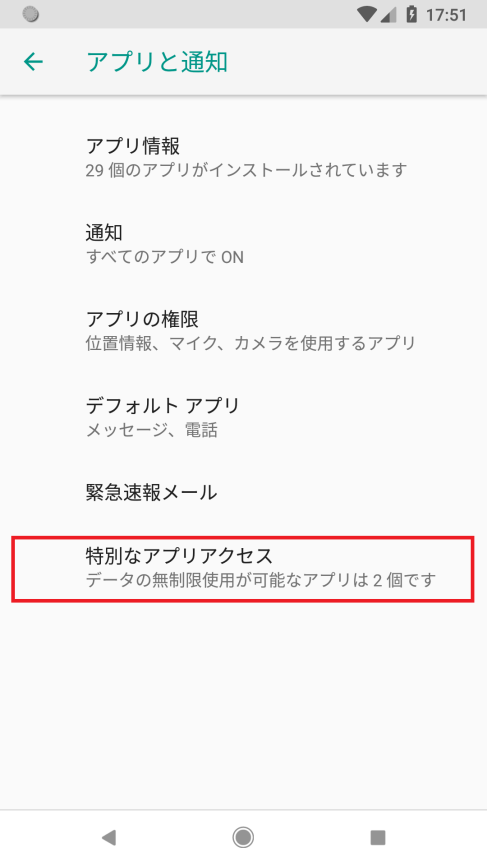 17:51
アプリと通知
アプリ情報
29 個のアプリがインストールされています
通知
すべてのアプリで ON
アプリの権限
位置情報、マイク、カメラを使用するアプリ
デフォルト アプリ
メッセージ、電話
緊急速報メール
特別なアプリアクセス
データの無制限使用が可能なアプリは 2 個です